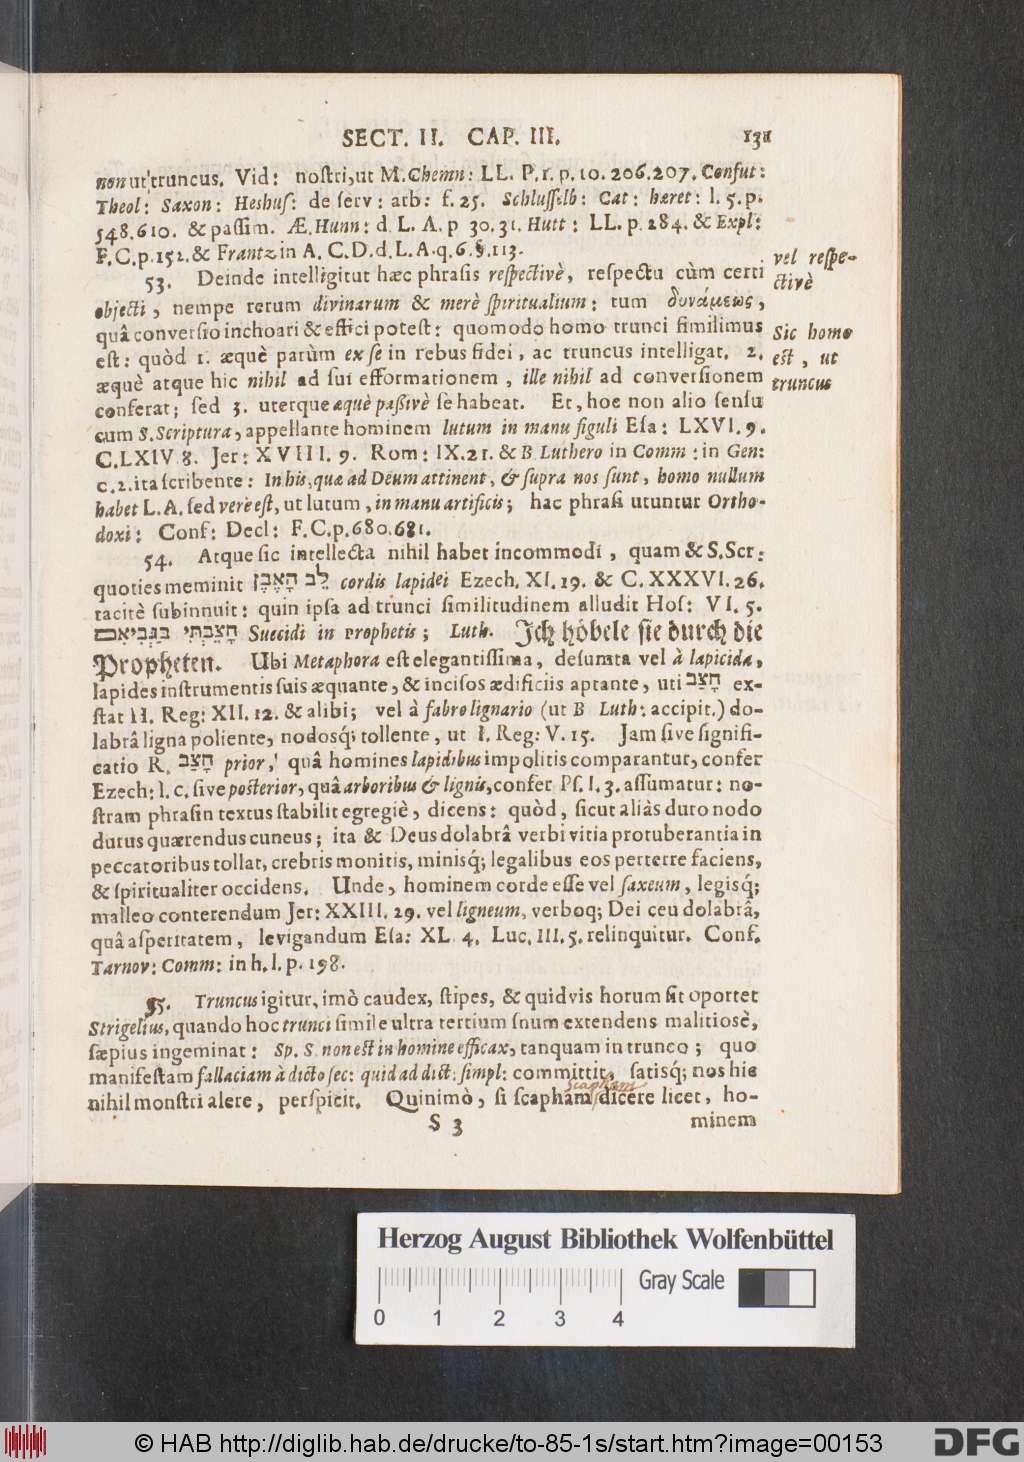 SECT. II. CAP. III. 131
non ut truncus. Vid: nostri, ut M. Chemn: LL. P. 1. p. 10. 206. 207. Confut:
Theol: Saxon: Heshus: de serv: arb: f. 25. Schlusselb: Cat: hæret: l. 5. p.
548. 610. & passim. Æ. Hunn: d. L. A. p 30. 31. Hutt: LL. p. 284. & Expl:
F. C. p. 151. & Frantz in A. C. D. d. L. A. q. 6. §. 113.
53. Deinde intelligitur hæc phrasis respectivè, respectu cùm certi
vel respe-
ctivè
objecti, nempe rerum divinarum & merè spiritualium: tum δυνάμεως,
quâ conversio inchoari & effici potest: quomodo homo trunci similimus
Sic homo
est: quòd 1. æquè parùm ex se in rebus fidei, ac truncus intelligat. 2.
est, ut
æquè atque hic nihil ad sui efformationem, ille nihil ad conversionem
truncus
conferat; sed 3. uterque æquè passivè se habeat. Et, hoc non alio sensu
cum S. Scriptura, appellante hominem lutum in manu figuli Esa: LXVI. 9.
C. LXIV 8. Jer: XVIII. 9. Rom: IX. 21. & B Luthero in Comm: in Gen:
c. 2. ita scribente: In his, quæ ad Deum attinent, & supra nos sunt, homo nullum
habet L. A. sed verè est, ut lutum, in manu artificis; hac phrasi utuntur Ortho-
doxi: Conf: Decl: F. C. p. 680. 681.
54. Atque sic intellecta nihil habet incommodi, quam & S. Scr:
quoties meminit לֵב הָאֶבֶן cordis lapidei Ezech. XI. 19. & C. XXXVI. 26.
tacitè subinnuit: quin ipsa ad trunci similitudinem alludit Hos: VI. 5.
חָצַבְתִּי בַּנְּבִיאִים Succidi in prophetis; Luth. Ich höbele sie durch die
Propheten. Ubi Metaphora est elegantissima, desumta vel à lapicida,
lapides instrumentis suis æquante, & incisos ædificiis aptante, uti חָצַב ex-
stat II. Reg: XII. 12. & alibi; vel à fabro lignario (ut B Luth: accipit.) do-
labrâ ligna poliente, nodosq; tollente, ut I. Reg: V. 15. Jam sive signifi-
catio R. חָצַב prior, quâ homines lapidibus impolitis comparantur, confer
Ezech: l. c. sive posterior, quâ arboribus & lignis, confer Ps. I. 3. assumatur: no-
stram phrasin textus stabilit egregiè, dicens: quòd, sicut aliàs duro nodo
durus quærendus cuneus; ita & Deus dolabrâ verbi vitia protuberantia in
peccatoribus tollat, crebris monitis, minisq; legalibus eos perterre faciens,
& spiritualiter occidens. Unde, hominem corde esse vel saxeum, legisq;
malleo conterendum Jer: XXIII. 29. vel ligneum, verboq; Dei ceu dolabrâ,
quâ asperitatem, levigandum Esa: XL 4. Luc. III. 5. relinquitur. Conf.
Tarnov: Comm: in h. l. p. 198.
55. Truncus igitur, imò caudex, stipes, & quidvis horum sit oportet
Strigelius, quando hoc trunci simile ultra tertium suum extendens malitiosè,
sæpius ingeminat: Sp. S. non est in homine efficax, tanquam in trunco; quo
manifestam fallaciam à dicto sec: quid ad dict: simpl: committit, satisq; nos hic
scapham
nihil monstri alere, perspicit. Quinimò, si scapham dicere licet, ho-
S 3 minem
Herzog August Bibliothek Wolfenbüttel
Gray Scale
0 1 2 3 4
© HAB http://diglib.hab.de/drucke/to-85-1s/start.htm?image=00153 DFG